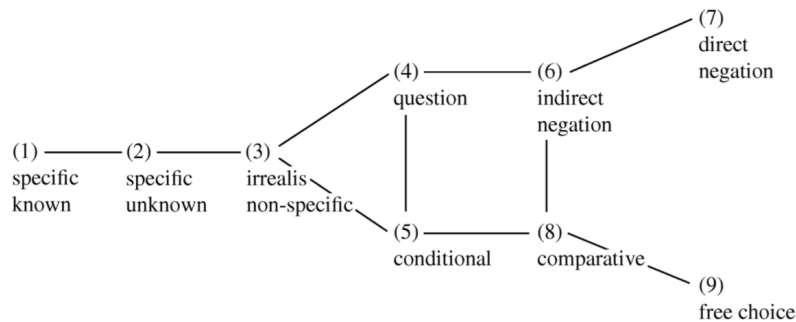 (7)
direct
negation
(4)
question
(6)
indirect
negation
(1)
specific
known
(2)
specific
unknown
(3)
irrealis
non-specific
(5)
conditional
(8)
comparative
(9)
free choice